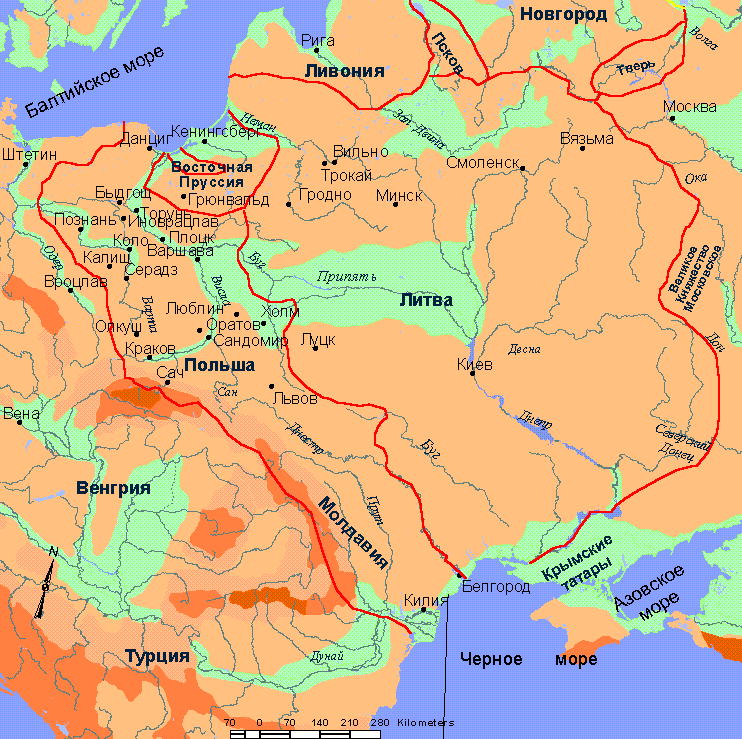 Новгород
Псков
Рига
Ливония
Волга
Тверь
Балтийское море
Москва
Неман
Зап. Двина
Данциг
Кенингсберг
Вязьма
Штетин
Вильно
Смоленск
Восточная
Пруссия
Трокай
Ока
Быдгощ
Грюнвальд
Гродно
Минск
Торунь
Познань
Иноврацлав
Плоцк
Коло
Варшава
Одер
Калиш
Буг
Великое
Княжество
Московское
Серадз
Припять
Вроцлав
Висла
Литва
Варта
Люблин
Холм
Олкуш
Оратов
Сандомир
Луцк
Дон
Краков
Десна
Польша
Киев
Сач
Сан
Львов
Вена
Днепр
Днестр
Буг
Северский
Донец
Венгрия
Молдавия
Прут
N
Крымские
татары
Белгород
Азовское
море
Килия
Турция
Дунай
Черное море
70 0 70 140 210 280 Kilometers